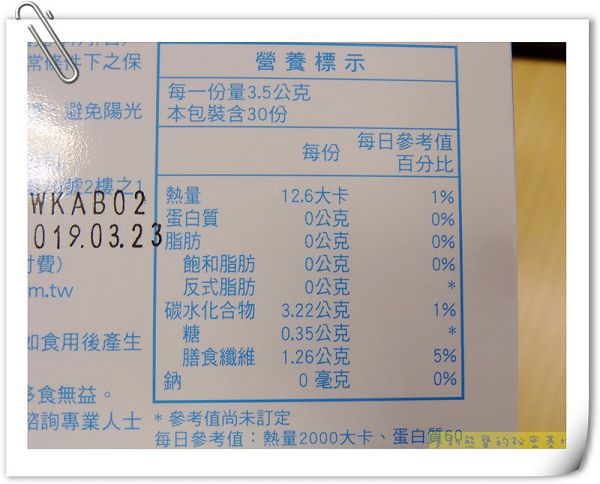 常條件下之保
避免陽光
號2樓之1
WKAB02
019.03.23
付費)
m.tw
如食用後產生
多食無益。
諮詢專業人士
營養標示
每一份量3.5公克
本包裝含30份
每份 每日參考值
百分比
熱量 12.6大卡 1%
蛋白質 0公克 0%
脂肪 0公克 0%
飽和脂肪 0公克 0%
反式脂肪 0公克 *
碳水化合物 3.22公克 1%
糖 0.35公克 *
膳食纖維 1.26公克 5%
鈉 0 毫克 0%
* 參考值尚未訂定
每日參考值：熱量2000大卡、蛋白質60
熊寶的祕密基地